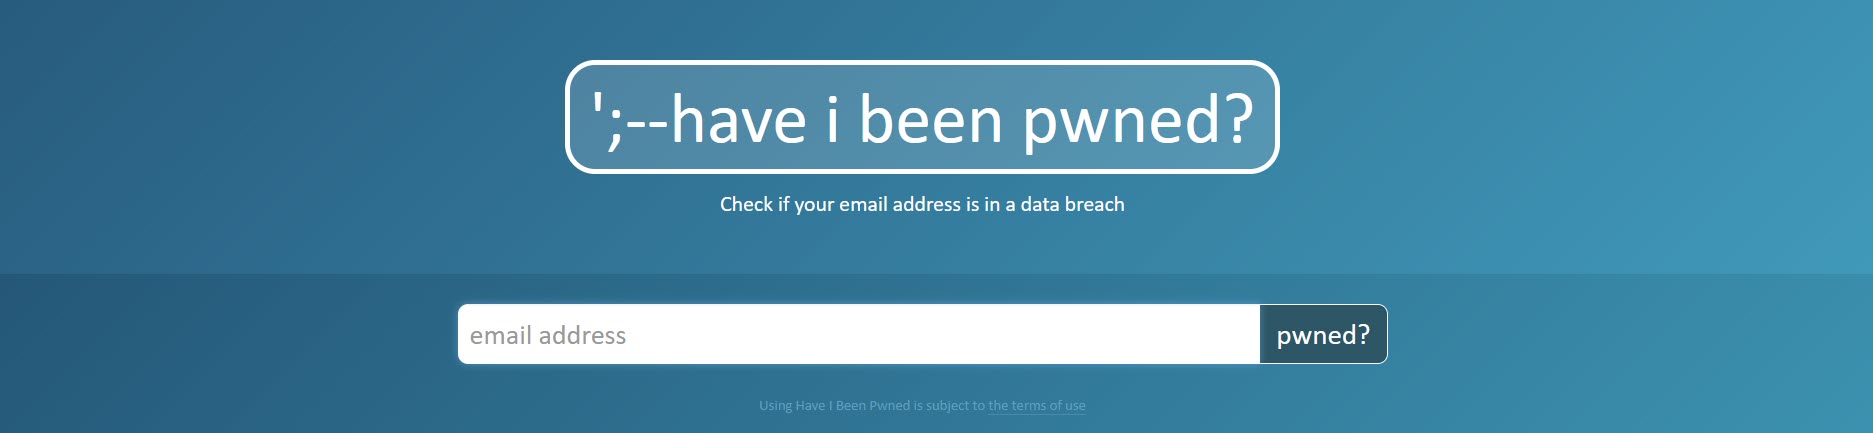 ';--have i been pwned?
Check if your email address is in a data breach
email address
pwned?
Using Have I Been Pwned is subject to the terms of use